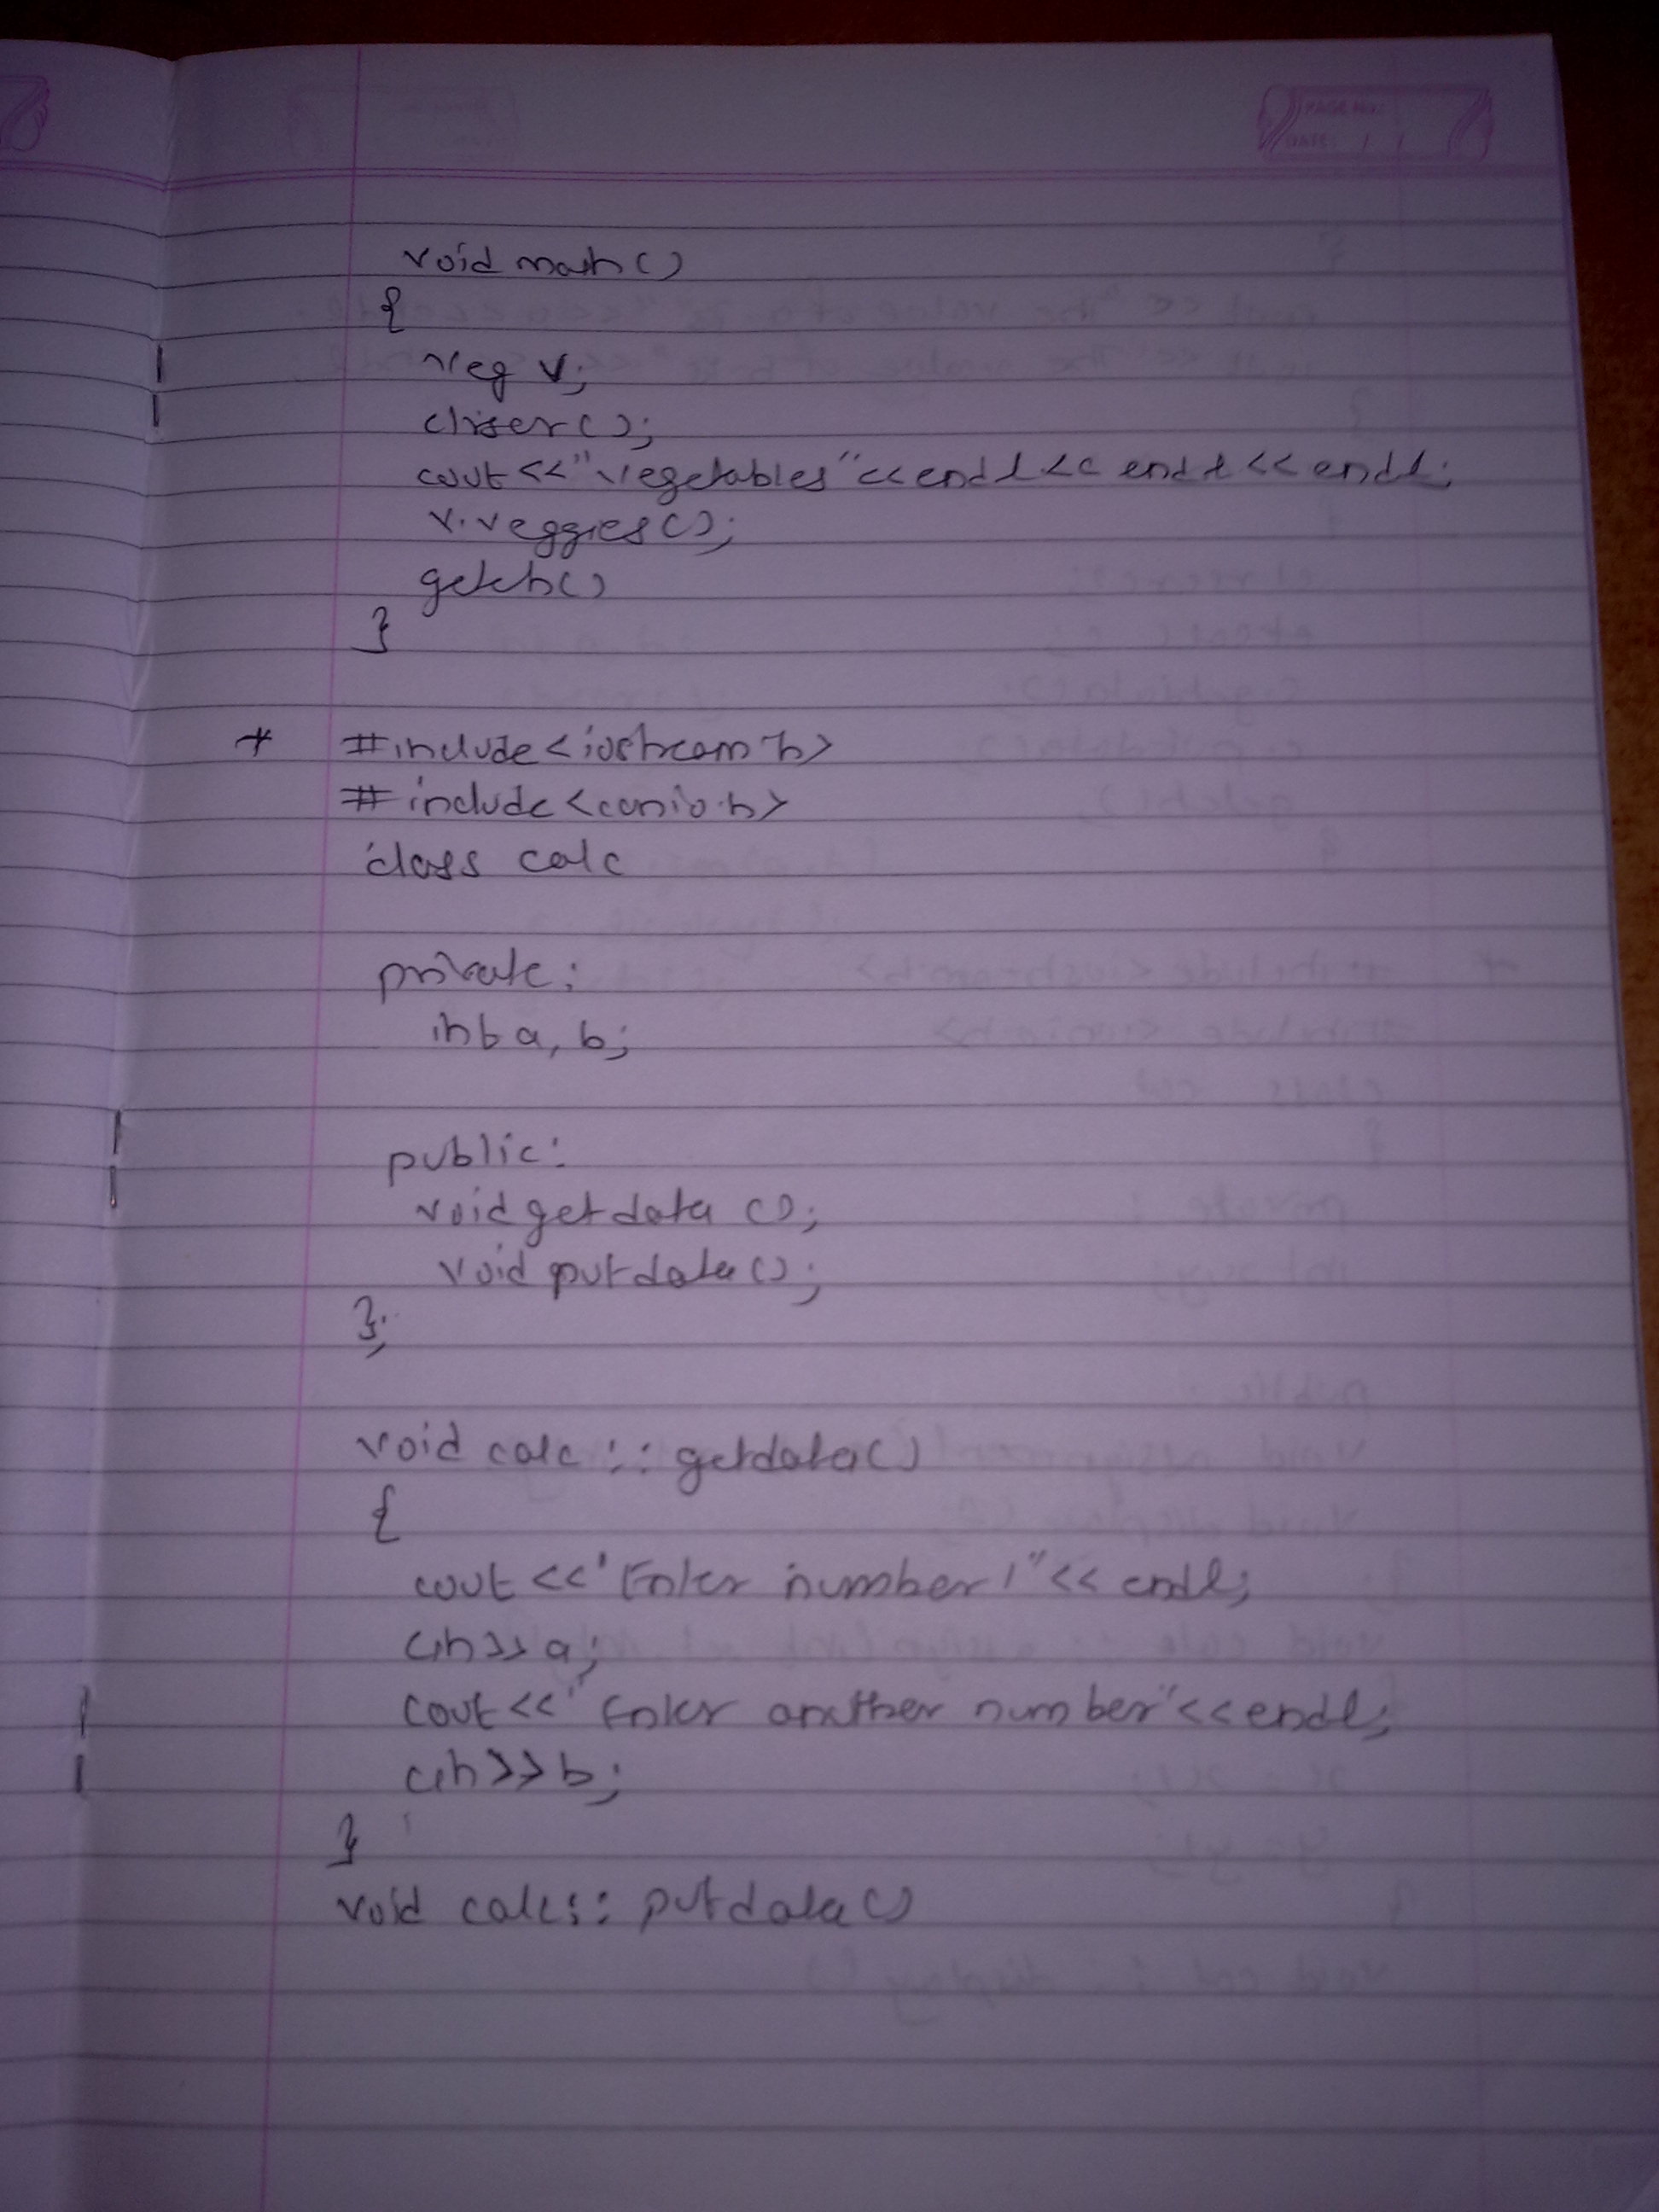 PAGE NO.
DATE: / /
void main()
{
veg v;
clrscr();
cout<<"Vegetables"<<endl<<endl<<endl;
v.veggies();
getch()
}
* #include<iostream.h>
#include<conio.h>
class calc
private:
int a, b;
public:
void getdata ();
void putdata();
};
void calc::getdata()
{
cout<<"Enter number 1"<<endl;
cin>>a;
cout<<"Enter another number"<<endl;
cin>>b;
}
void calc::putdata()